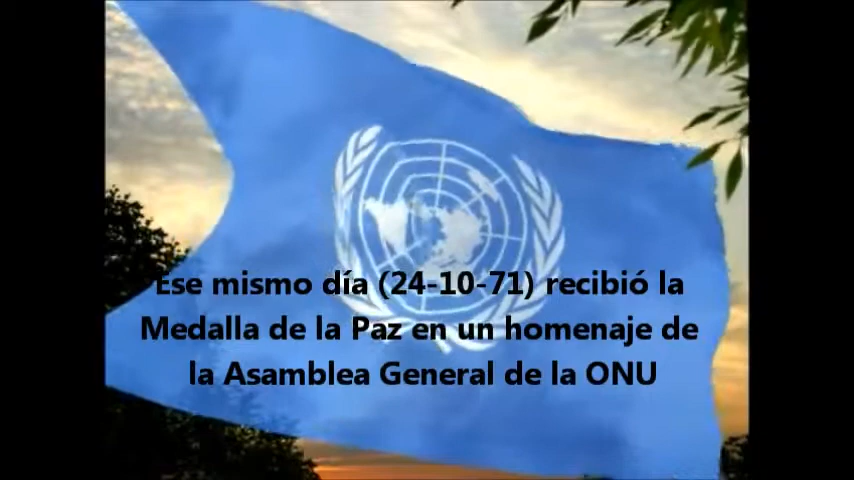 Ese mismo día (24-10-71) recibió la
Medalla de la Paz en un homenaje de
la Asamblea General de la ONU